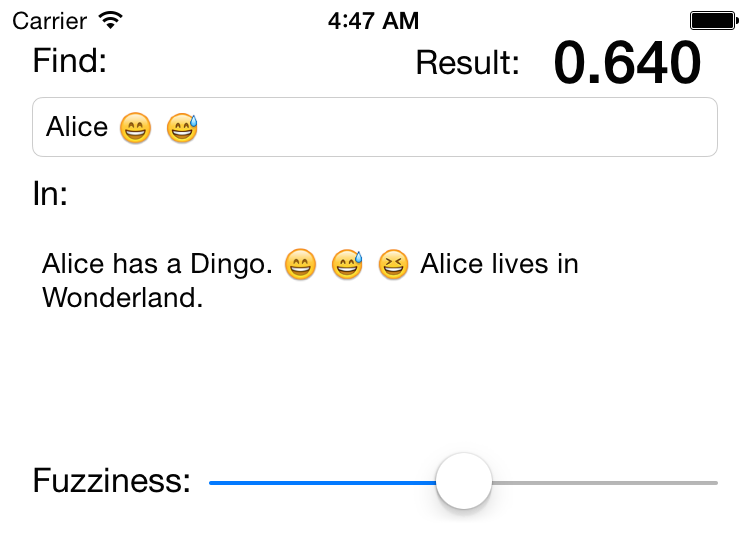 Carrier 4:47 AM
Find: Result: 0.640
Alice 😄 😅
In:
Alice has a Dingo. 😄 😅 😆 Alice lives in
Wonderland.
Fuzziness: